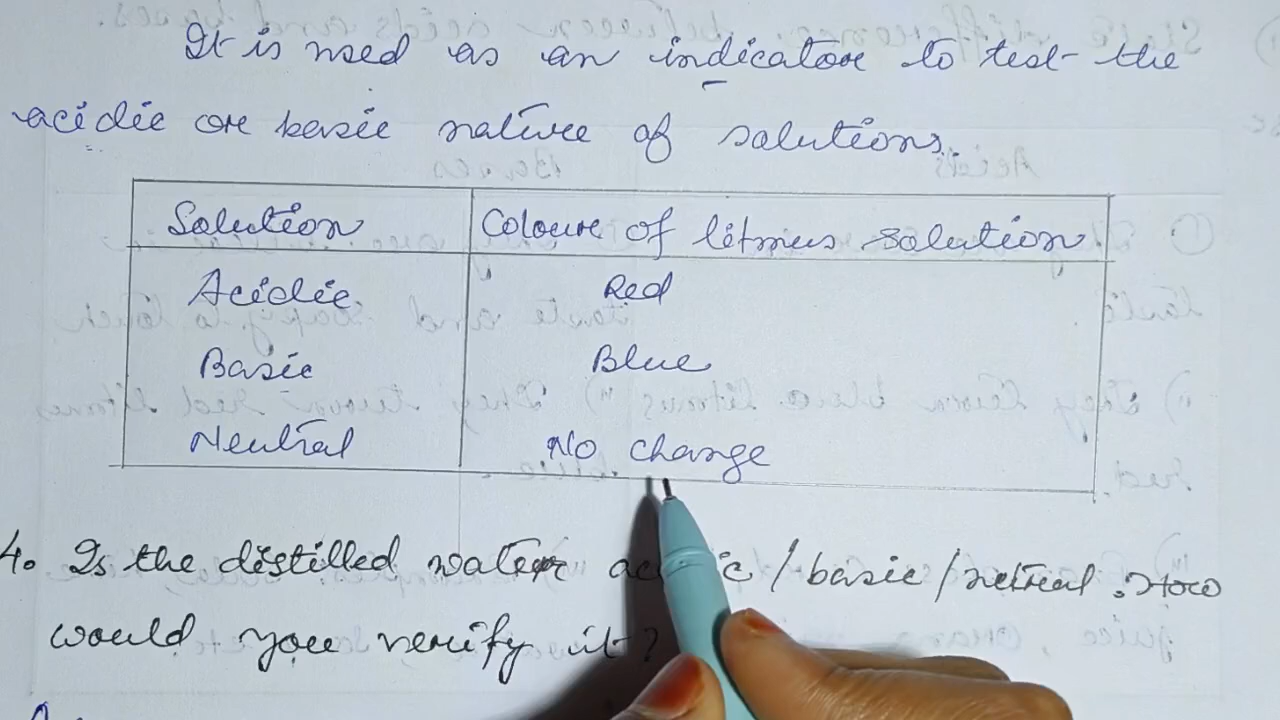 It is used as an indicator to test the
acidic or basic nature of solutions.
Solution Colour of litmus solution
Acidic Red
Basic Blue
Neutral No change
4. Is the distilled water acidic / basic / netral. How
would you verify it?